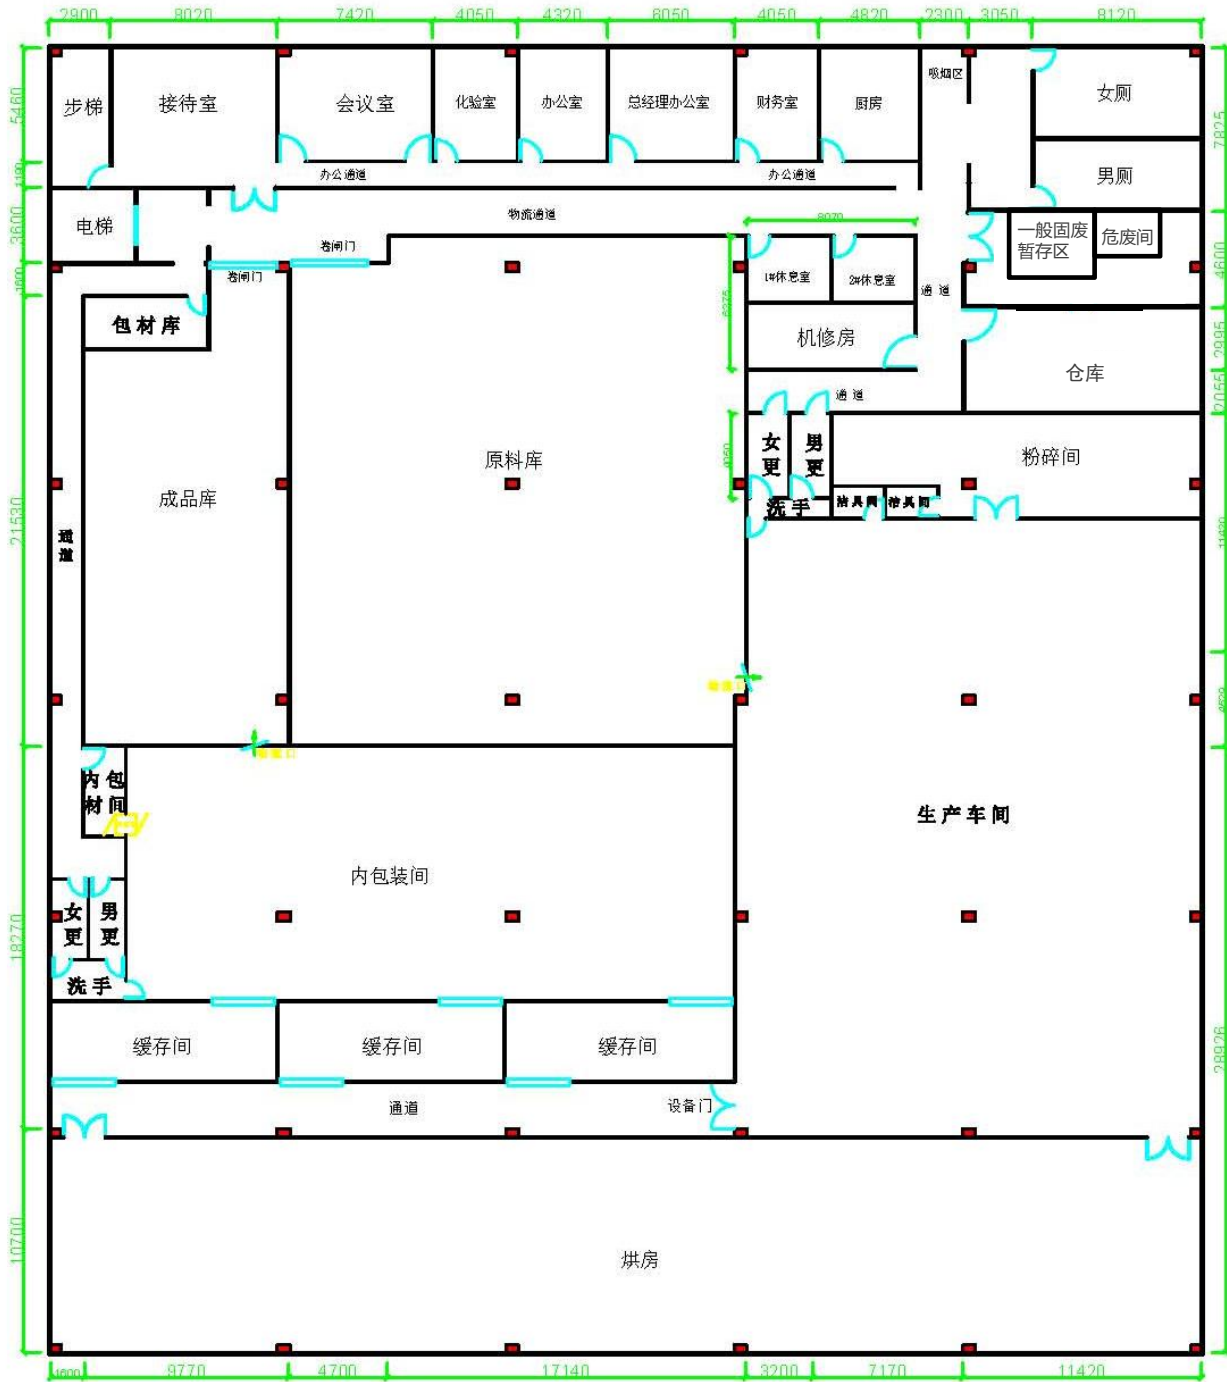 2900 8020 7420 4050 4320 6050 4050 4820 2300 3050 8120
步梯
接待室
会议室
化验室
办公室
总经理办公室
财务室
厨房
吸烟区
女厕
5460
7825
男厕
办公通道
办公通道
1190
电梯
物流通道
8070
一般固废
暂存区
危废间
3600
卷闸门
卷闸门
1#休息室
2#休息室
通道
4600
1600
包材库
6375
机修房
2995
仓库
通道
2055
女更
男更
4050
粉碎间
原料库
成品库
洗手
洁具间
洁具间
21530
通道
11420
4620
内包
材间
生产车间
内包装间
女更
男更
18270
洗手
缓存间
缓存间
缓存间
28926
通道
设备门
10700
烘房
1600 9770 4700 17140 3200 7170 11420